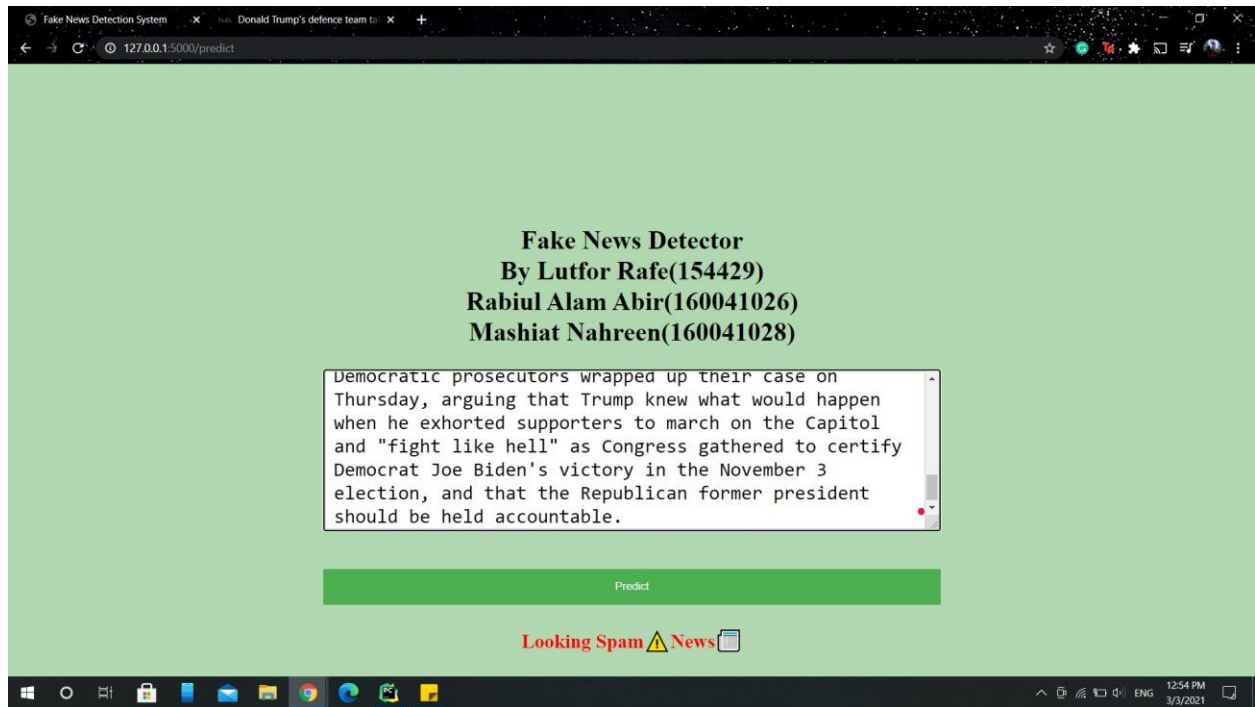 Fake News Detection System
Donald Trump's defence team ta
127.0.0.1:5000/predict
Fake News Detector
By Lutfor Rafe(154429)
Rabiul Alam Abir(160041026)
Mashiat Nahreen(160041028)
Democratic prosecutors wrapped up their case on
Thursday, arguing that Trump knew what would happen
when he exhorted supporters to march on the Capitol
and "fight like hell" as Congress gathered to certify
Democrat Joe Biden's victory in the November 3
election, and that the Republican former president
should be held accountable.
Predict
Looking Spam⚠News
ENG
12:54 PM
3/3/2021